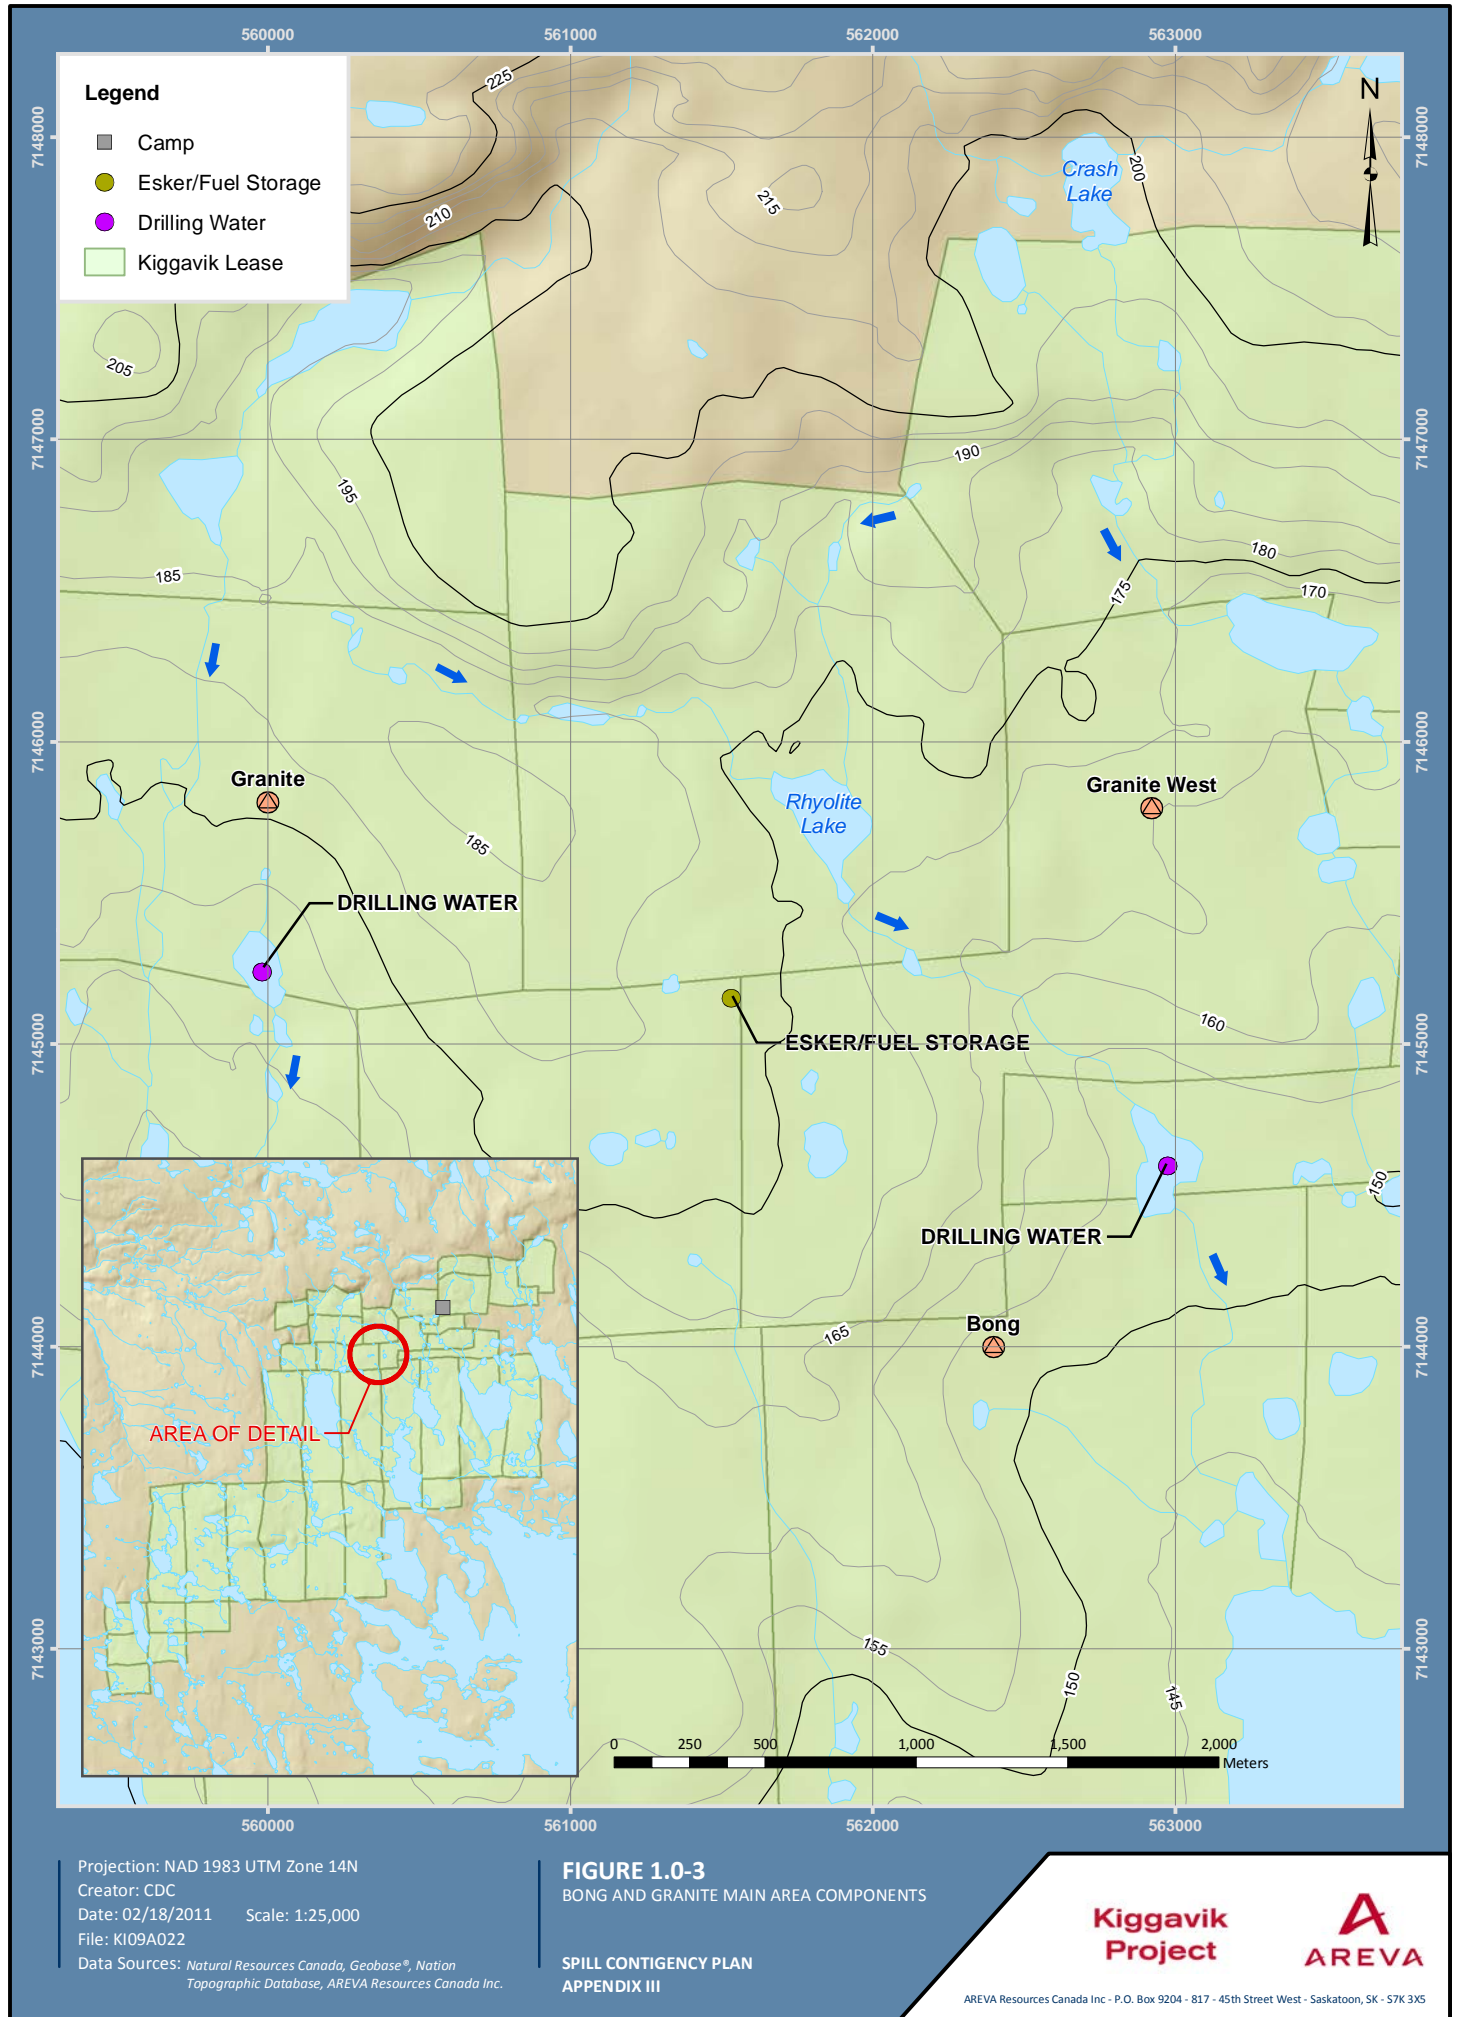 560000
561000
562000
563000
Legend
Camp
Esker/Fuel Storage
Drilling Water
Kiggavik Lease
N
7148000
7148000
225
210
215
200
Crash
Lake
205
7147000
7147000
195
190
185
175
180
170
7146000
7146000
Granite
Rhyolite
Lake
Granite West
185
DRILLING WATER
ESKER/FUEL STORAGE
160
7145000
7145000
150
DRILLING WATER
Bong
165
7144000
7144000
AREA OF DETAIL
155
150
145
7143000
7143000
0
250
500
1,000
1,500
2,000
Meters
560000
561000
562000
563000
Projection: NAD 1983 UTM Zone 14N
Creator: CDC
Date: 02/18/2011 Scale: 1:25,000
File: KI09A022
Data Sources: Natural Resources Canada, Geobase®, Nation
Topographic Database, AREVA Resources Canada Inc.
FIGURE 1.0-3
BONG AND GRANITE MAIN AREA COMPONENTS
SPILL CONTIGENCY PLAN
APPENDIX III
Kiggavik
Project
AREVA
AREVA Resources Canada Inc - P.O. Box 9204 - 817 - 45th Street West - Saskatoon, SK - S7K 3X5